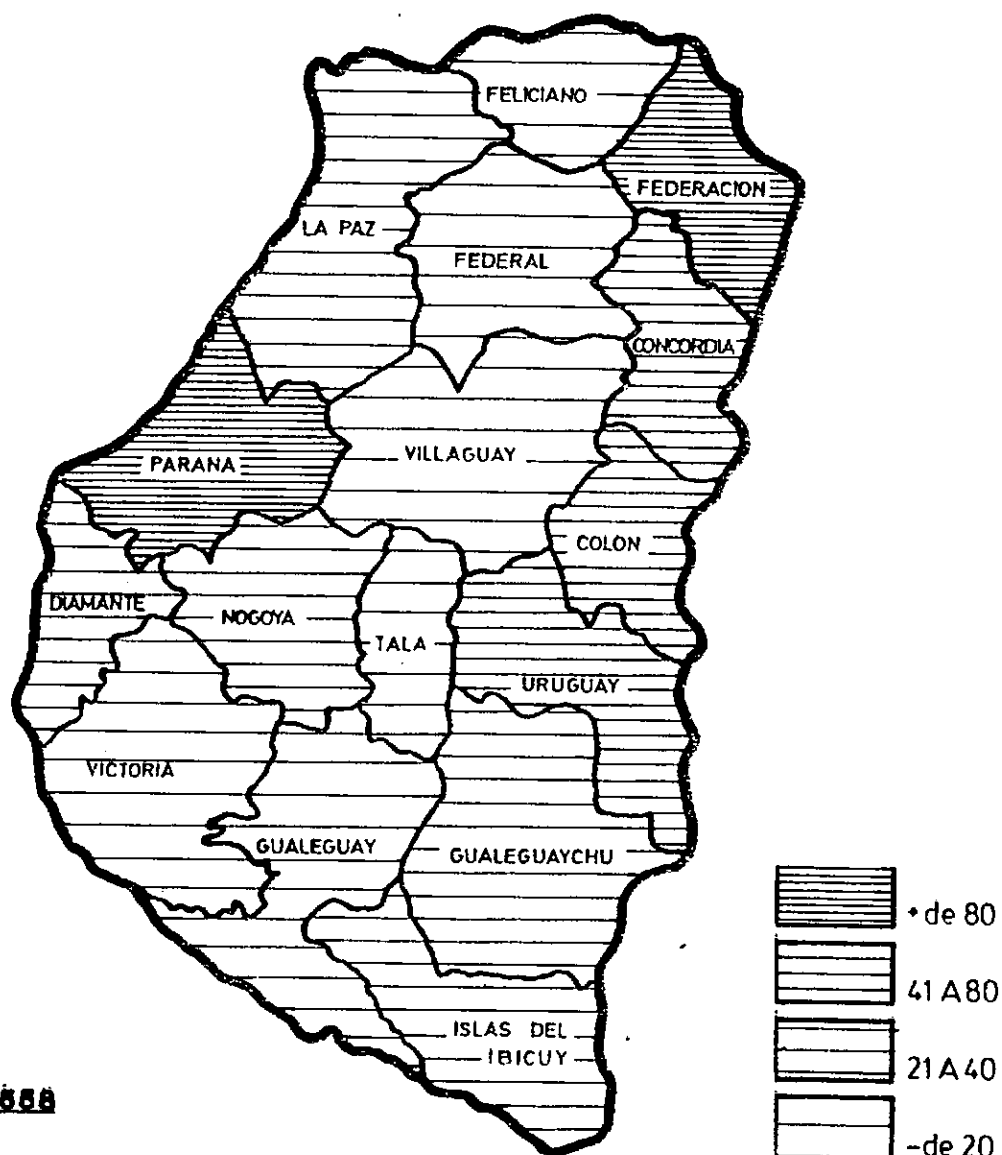 FELICIANO
FEDERACION
LA PAZ
FEDERAL
CONCORDIA
VILLAGUAY
PARANA
COLON
DIAMANTE
NOGOYA
TALA
URUGUAY
VICTORIA
GUALEGUAY
GUALEGUAYCHU
ISLAS DEL
IBICUY
+ de 80
41 A 80
21 A 40
-de 20